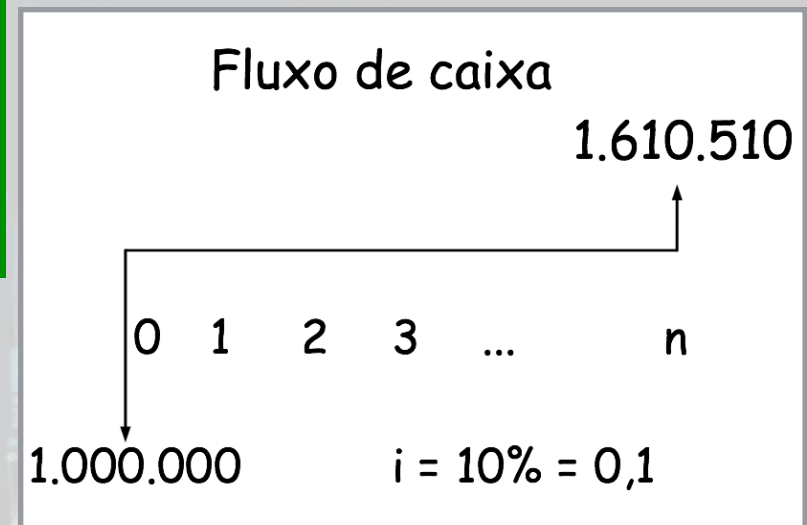 Fluxo de caixa
1.610.510
0 1 2 3 ... n
1.000.000 i = 10% = 0,1